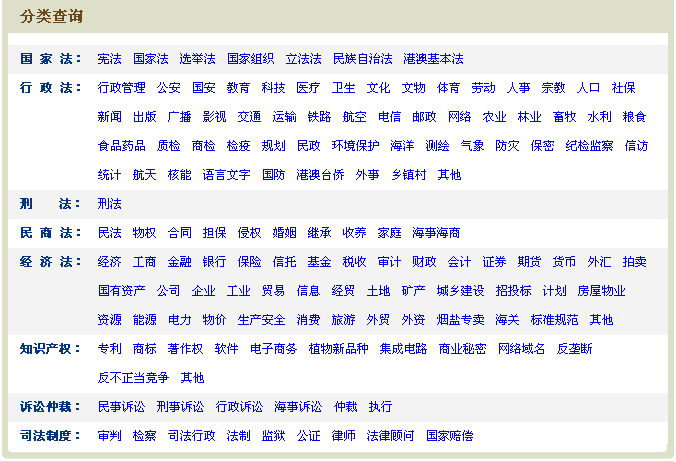 分类查询
国 家 法： 宪法 国家法 选举法 国家组织 立法法 民族自治法 港澳基本法
行 政 法： 行政管理 公安 国安 教育 科技 医疗 卫生 文化 文物 体育 劳动 人事 宗教 人口 社保
新闻 出版 广播 影视 交通 运输 铁路 航空 电信 邮政 网络 农业 林业 畜牧 水利 粮食
食品药品 质检 商检 检疫 规划 民政 环境保护 海洋 测绘 气象 防灾 保密 纪检监察 信访
统计 航天 核能 语言文字 国防 港澳台侨 外事 乡镇村 其他
刑 法： 刑法
民 商 法： 民法 物权 合同 担保 侵权 婚姻 继承 收养 家庭 海事海商
经 济 法： 经济 工商 金融 银行 保险 信托 基金 税收 审计 财政 会计 证券 期货 货币 外汇 拍卖
国有资产 公司 企业 工业 贸易 信息 经贸 土地 矿产 城乡建设 招投标 计划 房屋物业
资源 能源 电力 物价 生产安全 消费 旅游 外贸 外资 烟盐专卖 海关 标准规范 其他
知识产权： 专利 商标 著作权 软件 电子商务 植物新品种 集成电路 商业秘密 网络域名 反垄断
反不正当竞争 其他
诉讼仲裁： 民事诉讼 刑事诉讼 行政诉讼 海事诉讼 仲裁 执行
司法制度： 审判 检察 司法行政 法制 监狱 公证 律师 法律顾问 国家赔偿